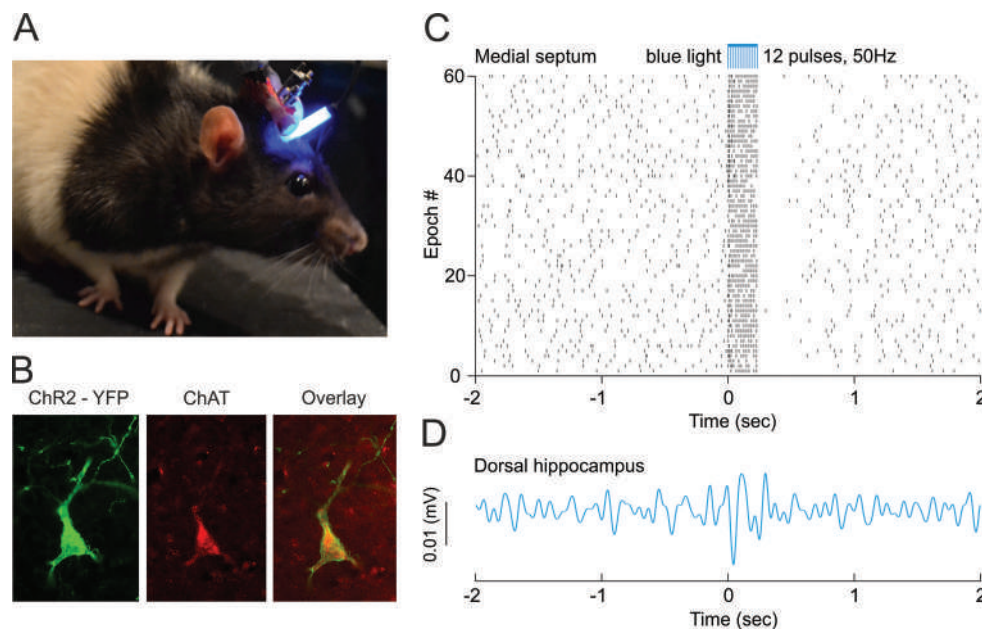 A
B
ChR2 - YFP
ChAT
Overlay
C
Medial septum
blue light
12 pulses, 50Hz
60
40
20
0
Epoch #
-2
-1
0
1
2
Time (sec)
D
Dorsal hippocampus
0.01 (mV)
-2
-1
0
1
2
Time (sec)